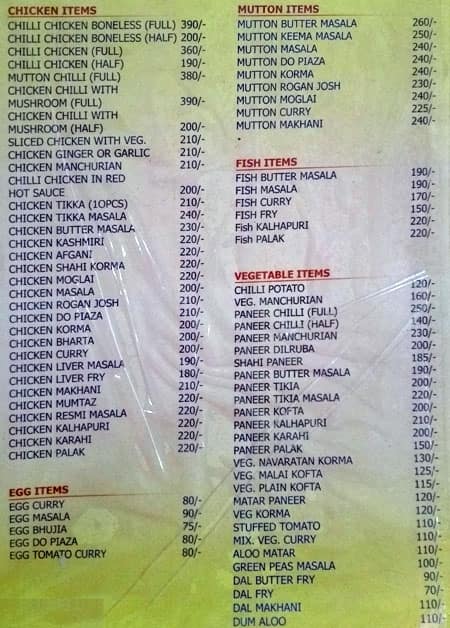 CHICKEN ITEMS
CHILLI CHICKEN BONELESS (FULL) 390/-
CHILLI CHICKEN BONELESS (HALF) 200/-
CHILLI CHICKEN (FULL) 360/-
CHILLI CHICKEN (HALF) 190/-
MUTTON CHILLI (FULL) 380/-
CHICKEN CHILLI WITH
MUSHROOM (FULL) 390/-
CHICKEN CHILLI WITH
MUSHROOM (HALF) 200/-
SLICED CHICKEN WITH VEG. 210/-
CHICKEN GINGER OR GARLIC 210/-
CHICKEN MANCHURIAN 210/-
CHILLI CHICKEN IN RED
HOT SAUCE 200/-
CHICKEN TIKKA (10PCS) 210/-
CHICKEN TIKKA MASALA 240/-
CHICKEN BUTTER MASALA 230/-
CHICKEN KASHMIRI 220/-
CHICKEN AFGANI 220/-
CHICKEN SHAHI KORMA 220/-
CHICKEN MOGLAI 220/-
CHICKEN MASALA 200/-
CHICKEN ROGAN JOSH 210/-
CHICKEN DO PIAZA 210/-
CHICKEN KORMA 200/-
CHICKEN BHARTA 200/-
CHICKEN CURRY 200/-
CHICKEN LIVER MASALA 190/-
CHICKEN LIVER FRY 180/-
CHICKEN MAKHANI 210/-
CHICKEN MUMTAZ 220/-
CHICKEN RESMI MASALA 220/-
CHICKEN KALHAPURI 220/-
CHICKEN KARAHI 220/-
CHICKEN PALAK 220/-
EGG ITEMS
EGG CURRY 80/-
EGG MASALA 90/-
EGG BHUJIA 75/-
EGG DO PIAZA 80/-
EGG TOMATO CURRY 80/-
MUTTON ITEMS
MUTTON BUTTER MASALA 260/-
MUTTON KEEMA MASALA 250/-
MUTTON MASALA 240/-
MUTTON DO PIAZA 240/-
MUTTON KORMA 240/-
MUTTON ROGAN JOSH 230/-
MUTTON MOGLAI 240/-
MUTTON CURRY 225/-
MUTTON MAKHANI 240/-
FISH ITEMS
FISH BUTTER MASALA 190/-
FISH MASALA 190/-
FISH CURRY 170/-
FISH FRY 150/-
Fish KALHAPURI 220/-
Fish PALAK 220/-
VEGETABLE ITEMS
CHILLI POTATO 120/-
VEG. MANCHURIAN 160/-
PANEER CHILLI (FULL) 250/-
PANEER CHILLI (HALF) 140/-
PANEER MANCHURIAN 230/-
PANEER DILRUBA 200/-
SHAHI PANEER 185/-
PANEER BUTTER MASALA 190/-
PANEER TIKIA 200/-
PANEER TIKIA MASALA 200/-
PANEER KOFTA 200/-
PANEER KALHAPURI 210/-
PANEER KARAHI 200/-
PANEER PALAK 150/-
VEG. NAVARATAN KORMA 130/-
VEG. MALAI KOFTA 125/-
VEG. PLAIN KOFTA 115/-
MATAR PANEER 120/-
VEG KORMA 120/-
STUFFED TOMATO 110/-
MIX. VEG. CURRY 110/-
ALOO MATAR 110/-
GREEN PEAS MASALA 100/-
DAL BUTTER FRY 90/-
DAL FRY 70/-
DAL MAKHANI 110/-
DUM ALOO 110/-